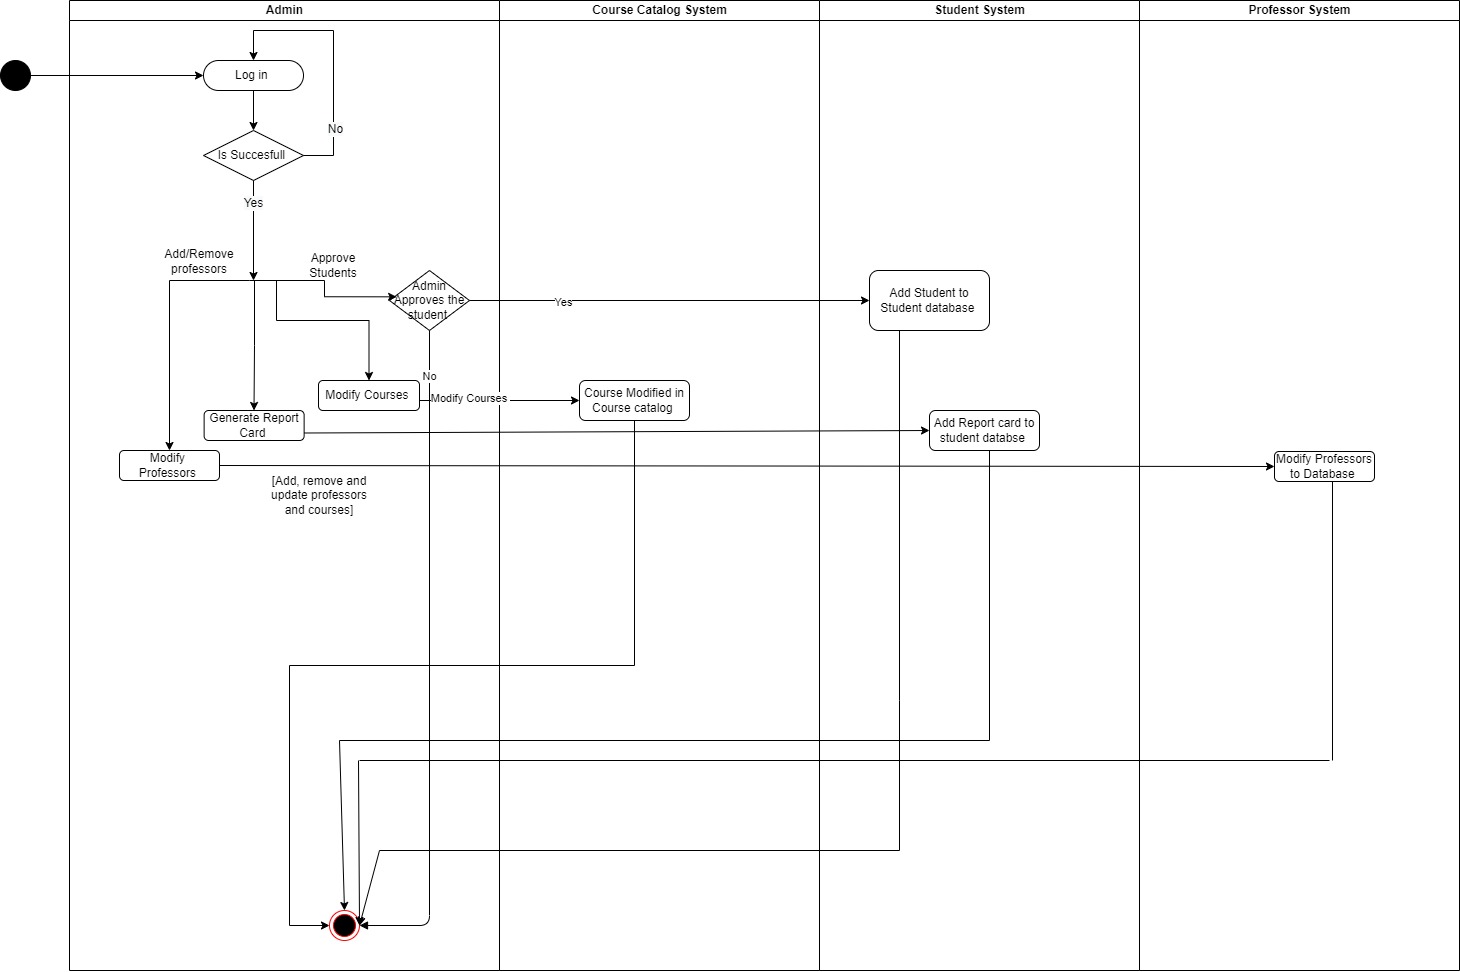 Admin
Course Catalog System
Student System
Professor System
Log in
No
Is Succesfull
Yes
Add/Remove
professors
Approve
Students
Admin
Approves the
student
Yes
Add Student to
Student database
No
Modify Courses
Modify Courses
Course Modified in
Course catalog
Generate Report
Card
Add Report card to
student databse
Modify
Professors
Modify Professors
to Database
[Add, remove and
update professors
and courses]